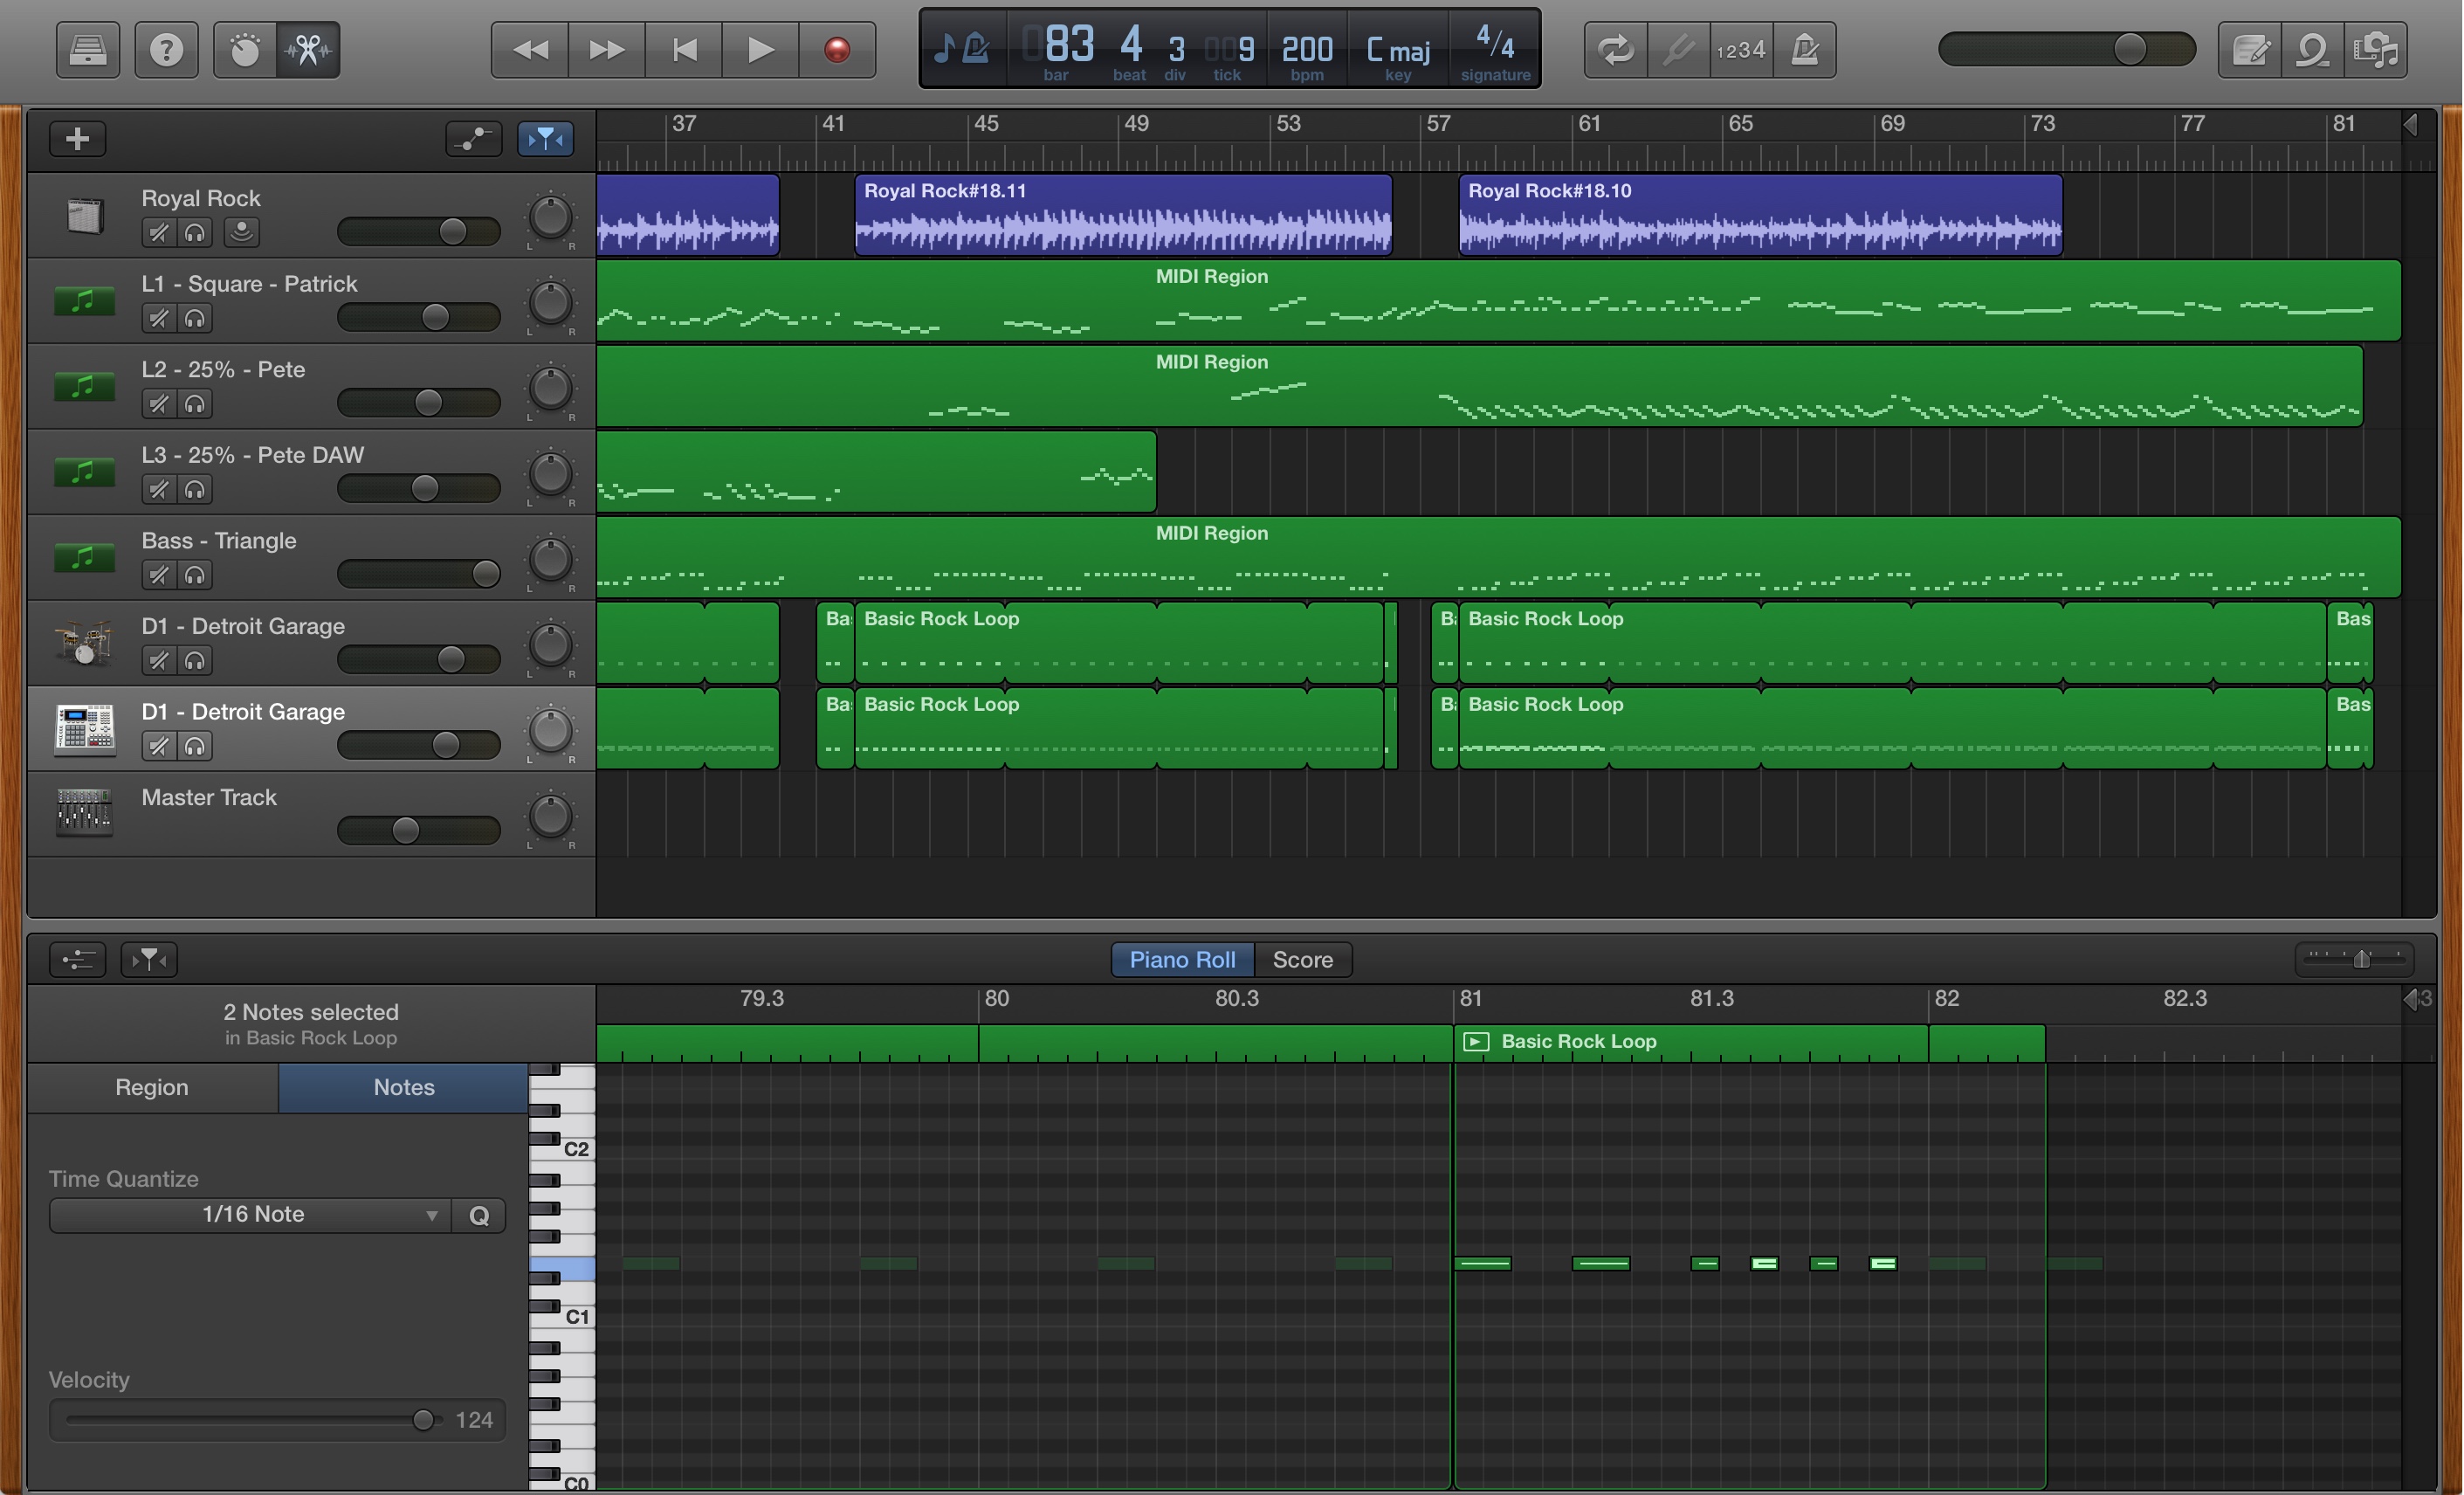 83 4 3 9 200 C maj 4/4
bar beat div tick bpm key signature
1234
37 41 45 49 53 57 61 65 69 73 77 81
Royal Rock
Royal Rock#18.11
Royal Rock#18.10
L R
L1 - Square - Patrick
MIDI Region
L R
L2 - 25% - Pete
MIDI Region
L R
L3 - 25% - Pete DAW
L R
Bass - Triangle
MIDI Region
L R
D1 - Detroit Garage
Bas Basic Rock Loop Ba Basic Rock Loop Bas
L R
D1 - Detroit Garage
Bas Basic Rock Loop Ba Basic Rock Loop Bas
L R
Master Track
L R
Piano Roll Score
2 Notes selected
in Basic Rock Loop
79.3 80 80.3 81 81.3 82 82.3
Basic Rock Loop
Region Notes
C2
Time Quantize
1/16 Note Q
C1
Velocity
124
C0